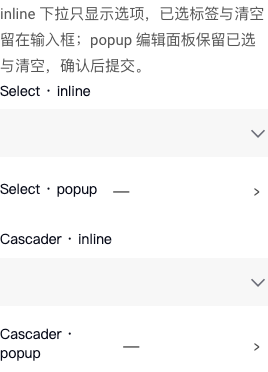 inline 下拉只显示选项，已选标签与清空
留在输入框；popup 编辑面板保留已选
与清空，确认后提交。
Select · inline
Select · popup —
Cascader · inline
Cascader ·
popup —